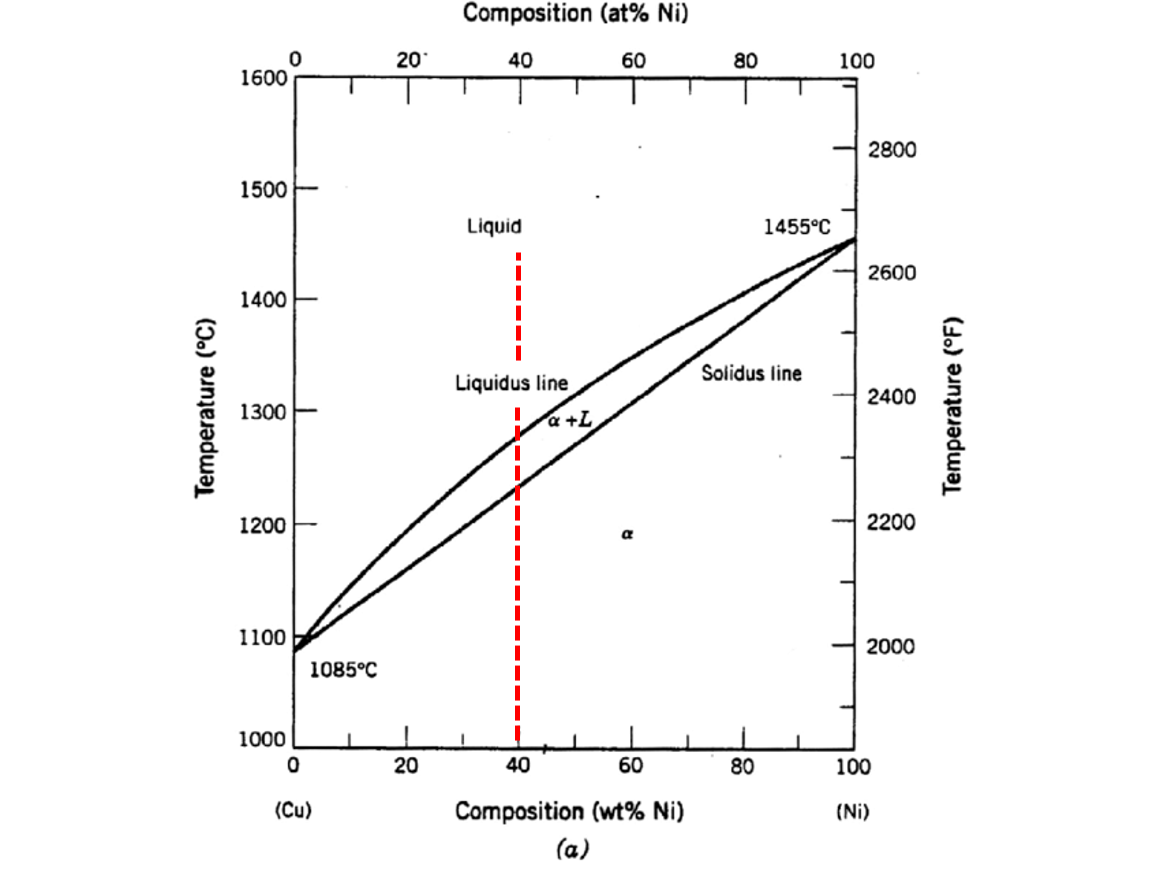 Composition (at% Ni)
0 20 40 60 80 100
1600
2800
1500
Liquid
1455°C
2600
1400
Liquidus line
Solidus line
2400
1300
α + L
Temperature (°C)
Temperature (°F)
1200
2200
α
1100
2000
1085°C
1000
0 20 40 60 80 100
(Cu) Composition (wt% Ni) (Ni)
(a)